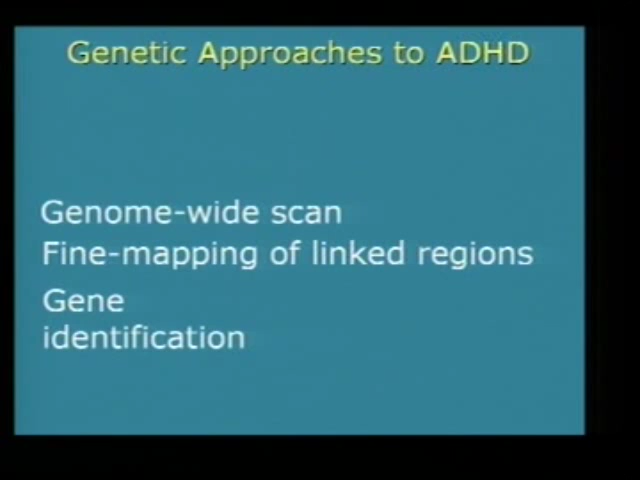 Genetic Approaches to ADHD
Genome-wide scan
Fine-mapping of linked regions
Gene
identification